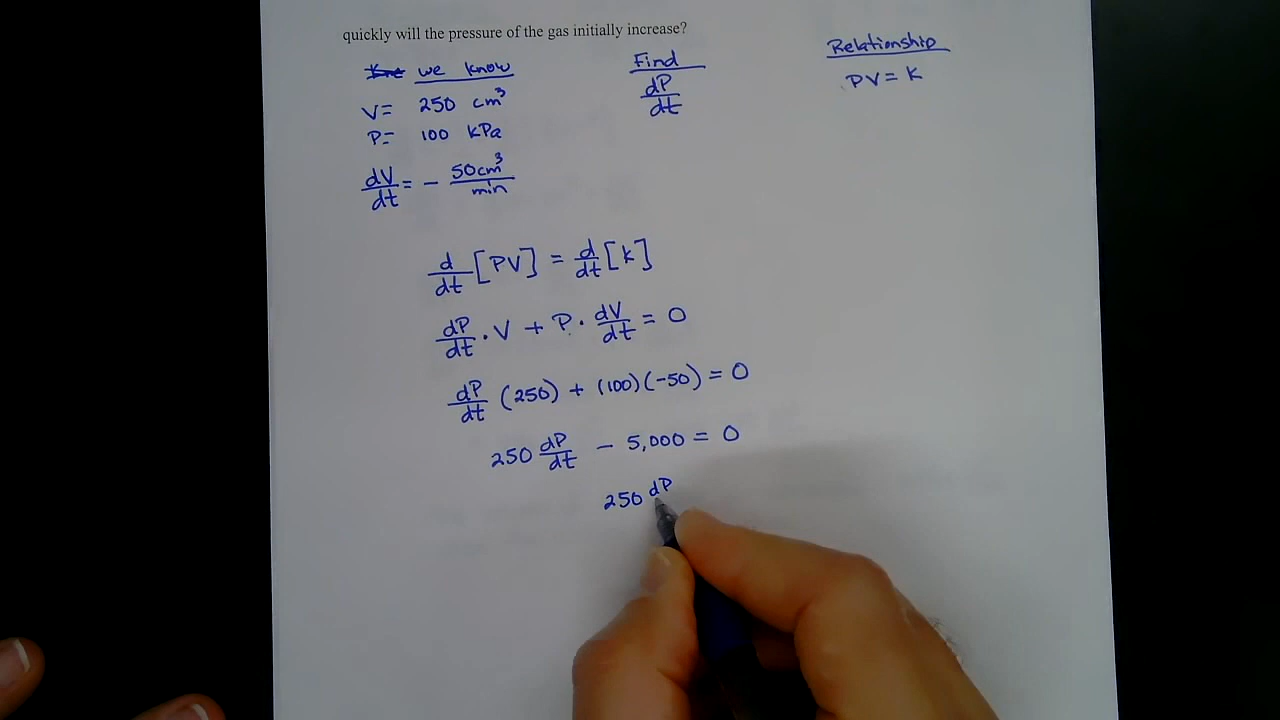 quickly will the pressure of the gas initially increase?
we know
V= 250 cm³
P= 100 kPa
dV/dt = - 50cm³/min
Find
dP/dt
Relationship
PV = K
d/dt [PV] = d/dt [K]
dP/dt · V + P · dV/dt = 0
dP/dt (250) + (100)(-50) = 0
250 dP/dt - 5,000 = 0
250 dP